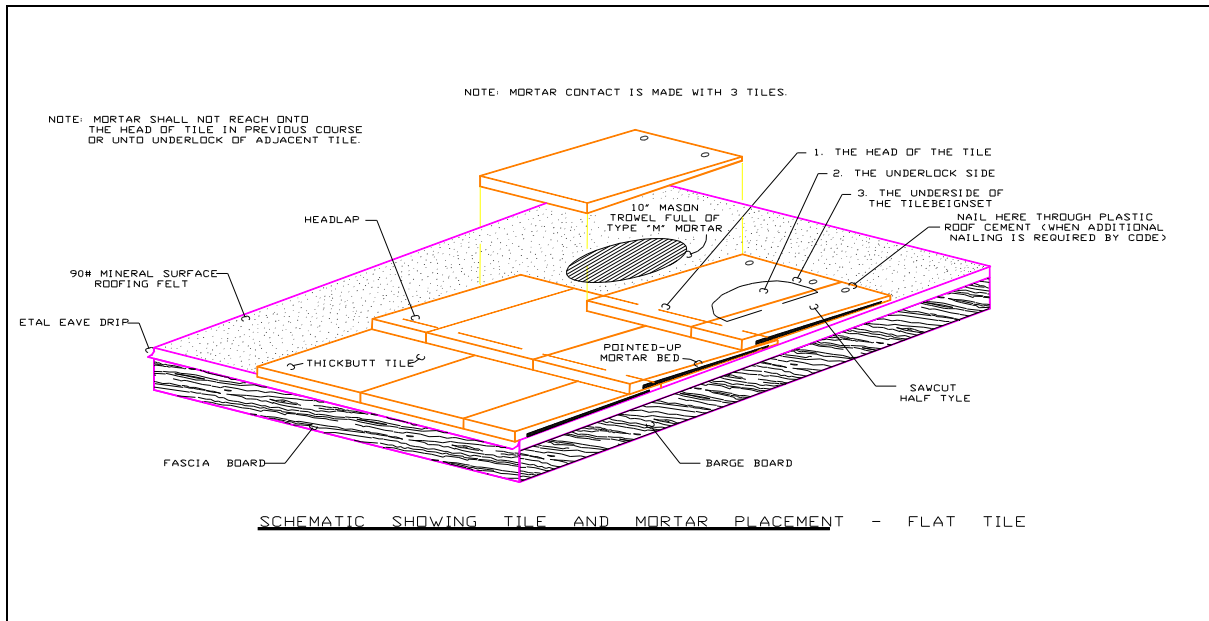 NOTE: MORTAR CONTACT IS MADE WITH 3 TILES.
NOTE: MORTAR SHALL NOT REACH ONTO
THE HEAD OF TILE IN PREVIOUS COURSE
OR UNTO UNDERLOCK OF ADJACENT TILE.
1. THE HEAD OF THE TILE
2. THE UNDERLOCK SIDE
3. THE UNDERSIDE OF
THE TILEBEIGNSET
NAIL HERE THROUGH PLASTIC
ROOF CEMENT (WHEN ADDITIONAL
NAILING IS REQUIRED BY CODE)
10" MASON
TROWEL FULL OF
TYPE "M" MORTAR
HEADLAP
90# MINERAL SURFACE
ROOFING FELT
ETAL EAVE DRIP
THICKBUTT TILE
POINTED-UP
MORTAR BED
SAWCUT
HALF TYLE
FASCIA BOARD
BARGE BOARD
SCHEMATIC SHOWING TILE AND MORTAR PLACEMENT - FLAT TILE